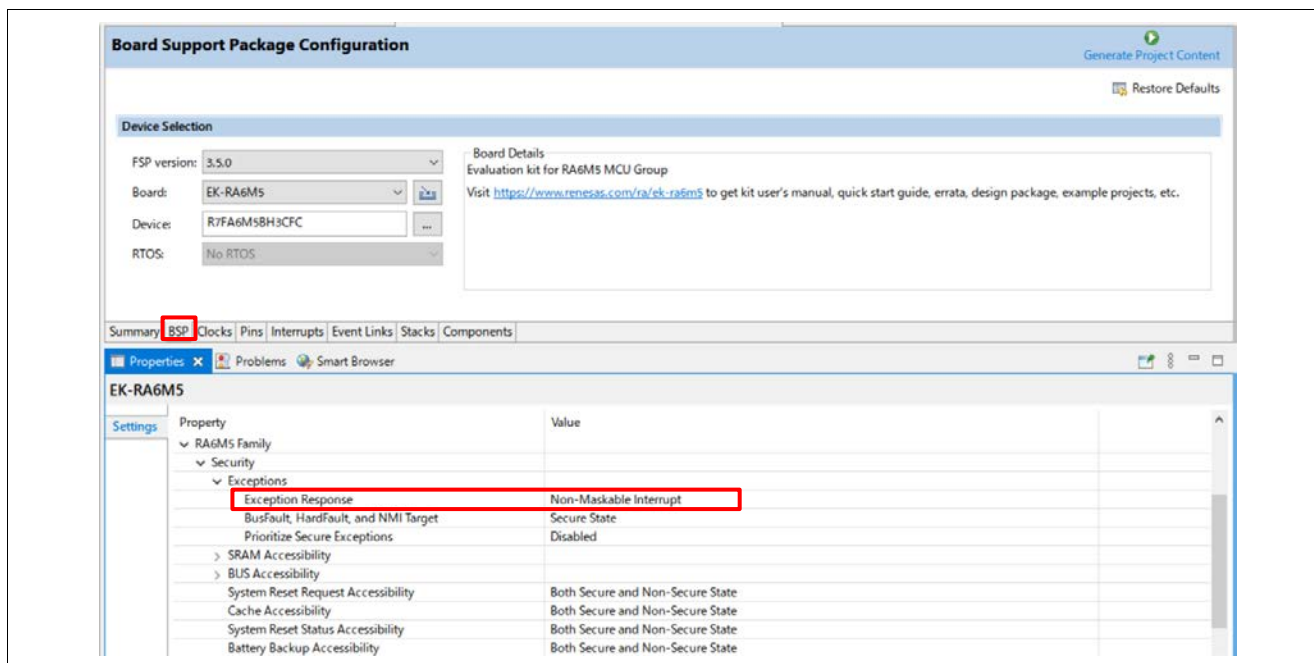 Board Support Package Configuration
Generate Project Content
Restore Defaults
Device Selection
FSP version: 3.5.0
Board: EK-RA6M5
Device: R7FA6M5BH3CFC ...
RTOS: No RTOS
Board Details
Evaluation kit for RA6M5 MCU Group
Visit https://www.renesas.com/ra/ek-ra6m5 to get kit user's manual, quick start guide, errata, design package, example projects, etc.
Summary BSP Clocks Pins Interrupts Event Links Stacks Components
Properties Problems Smart Browser
EK-RA6M5
Settings
Property Value
RA6M5 Family
Security
Exceptions
Exception Response Non-Maskable Interrupt
BusFault, HardFault, and NMI Target Secure State
Prioritize Secure Exceptions Disabled
SRAM Accessibility
BUS Accessibility
System Reset Request Accessibility Both Secure and Non-Secure State
Cache Accessibility Both Secure and Non-Secure State
System Reset Status Accessibility Both Secure and Non-Secure State
Battery Backup Accessibility Both Secure and Non-Secure State